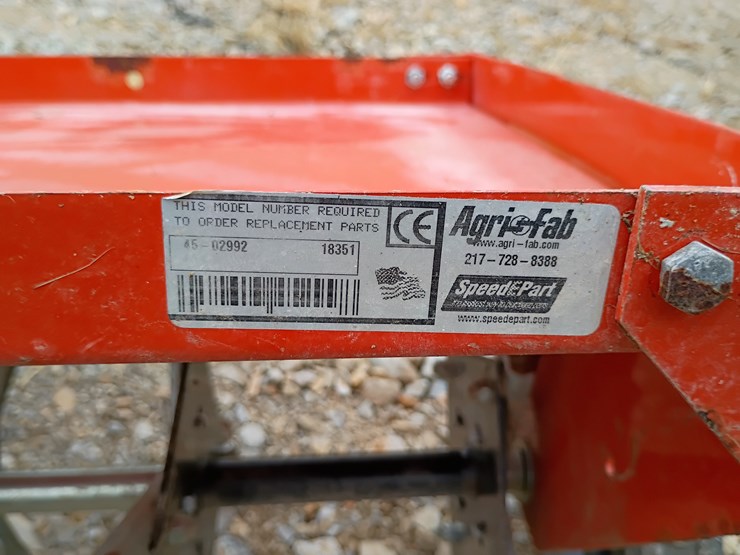 THIS MODEL NUMBER REQUIRED
TO ORDER REPLACEMENT PARTS
45-02992 18351
CE
Agri-Fab
www.agri-fab.com
217-728-8388
SpeedEPart
www.speedepart.com